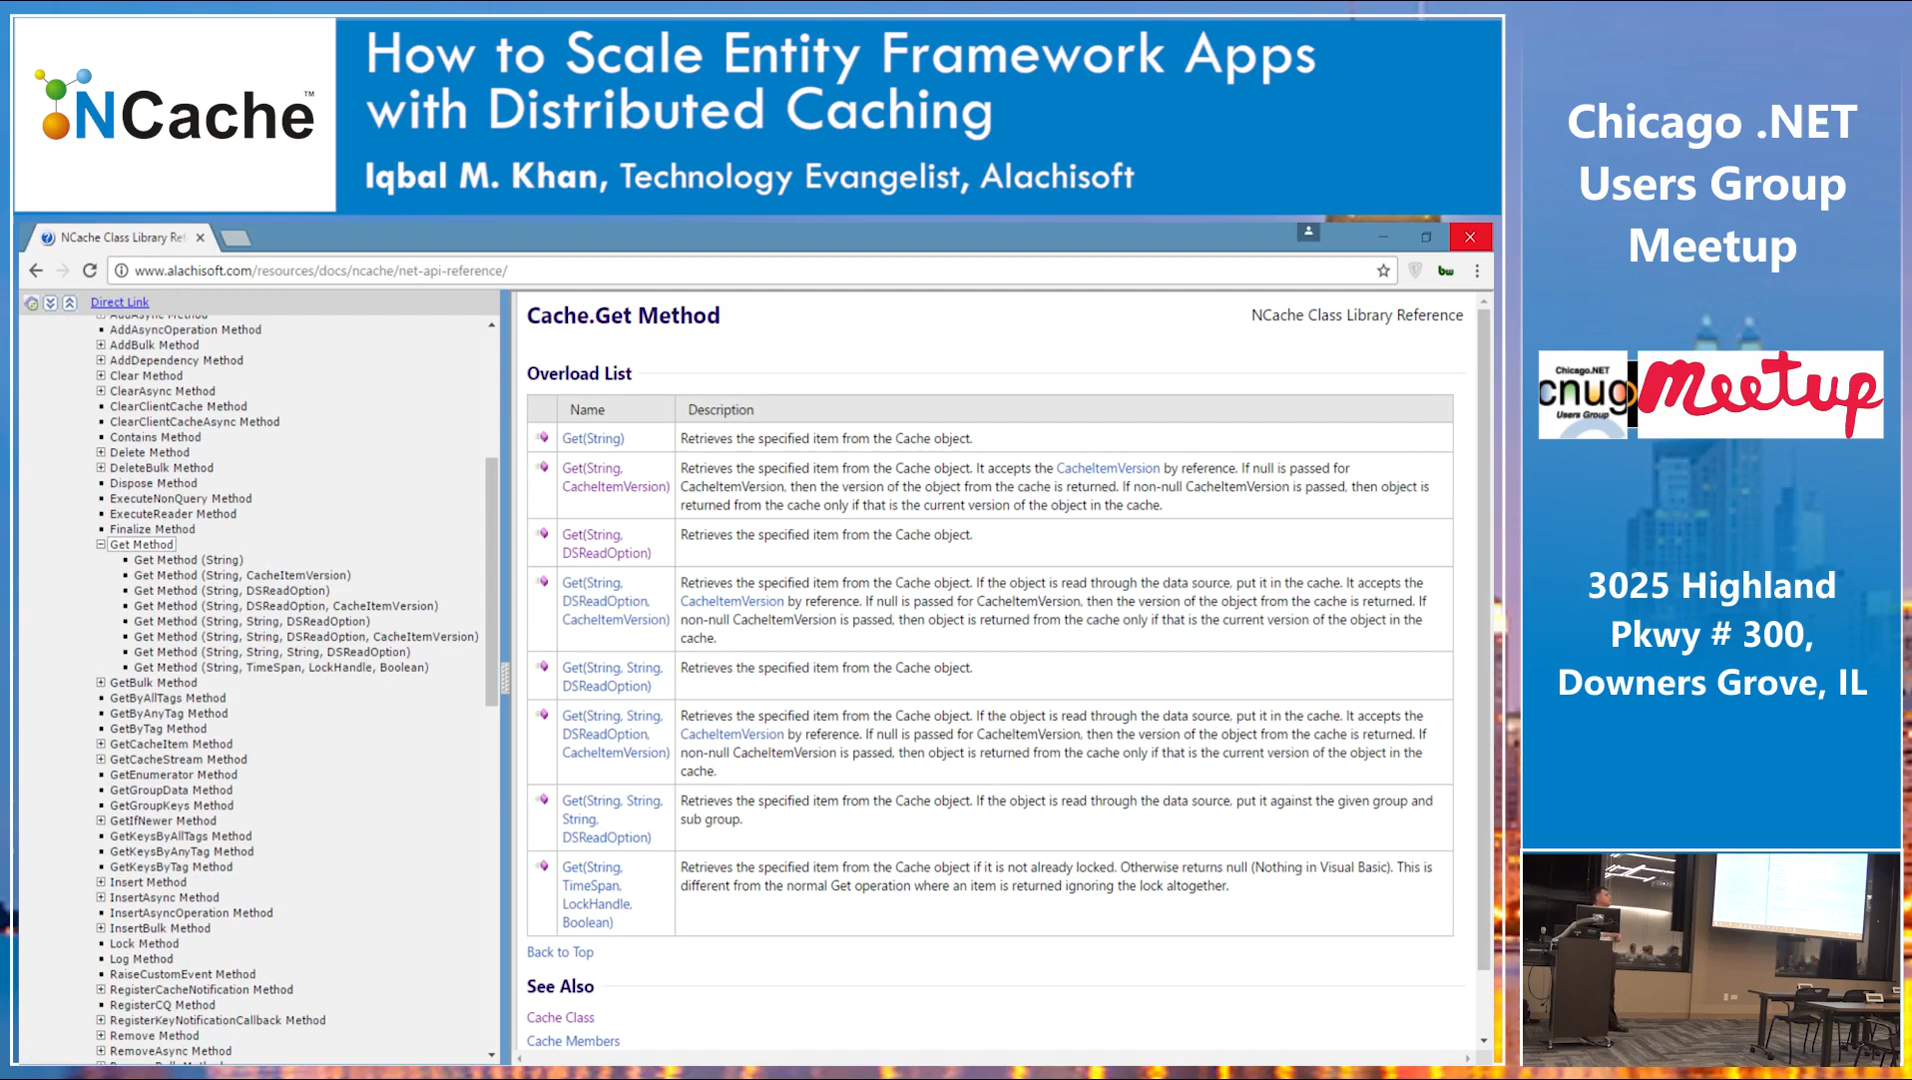 NCache™
How to Scale Entity Framework Apps
with Distributed Caching
Iqbal M. Khan, Technology Evangelist, Alachisoft
Chicago .NET
Users Group
Meetup
Chicago.NET
cnug
Users Group
Meetup
3025 Highland
Pkwy # 300,
Downers Grove, IL
NCache Class Library Re
www.alachisoft.com/resources/docs/ncache/net-api-reference/
bw
Direct Link
AddAsync Method
AddAsyncOperation Method
AddBulk Method
AddDependency Method
Clear Method
ClearAsync Method
ClearClientCache Method
ClearClientCacheAsync Method
Contains Method
Delete Method
DeleteBulk Method
Dispose Method
ExecuteNonQuery Method
ExecuteReader Method
Finalize Method
Get Method
Get Method (String)
Get Method (String, CacheItemVersion)
Get Method (String, DSReadOption)
Get Method (String, DSReadOption, CacheItemVersion)
Get Method (String, String, DSReadOption)
Get Method (String, String, DSReadOption, CacheItemVersion)
Get Method (String, String, String, DSReadOption)
Get Method (String, TimeSpan, LockHandle, Boolean)
GetBulk Method
GetByAllTags Method
GetByAnyTag Method
GetByTag Method
GetCacheItem Method
GetCacheStream Method
GetEnumerator Method
GetGroupData Method
GetGroupKeys Method
GetIfNewer Method
GetKeysByAllTags Method
GetKeysByAnyTag Method
GetKeysByTag Method
Insert Method
InsertAsync Method
InsertAsyncOperation Method
InsertBulk Method
Lock Method
Log Method
RaiseCustomEvent Method
RegisterCacheNotification Method
RegisterCQ Method
RegisterKeyNotificationCallback Method
Remove Method
RemoveAsync Method
Cache.Get Method
NCache Class Library Reference
Overload List
Name Description
Get(String) Retrieves the specified item from the Cache object.
Get(String, Retrieves the specified item from the Cache object. It accepts the CacheItemVersion by reference. If null is passed for
CacheItemVersion) CacheItemVersion, then the version of the object from the cache is returned. If non-null CacheItemVersion is passed, then object is
returned from the cache only if that is the current version of the object in the cache.
Get(String, Retrieves the specified item from the Cache object.
DSReadOption)
Get(String, Retrieves the specified item from the Cache object. If the object is read through the data source, put it in the cache. It accepts the
DSReadOption, CacheItemVersion by reference. If null is passed for CacheItemVersion, then the version of the object from the cache is returned. If
CacheItemVersion) non-null CacheItemVersion is passed, then object is returned from the cache only if that is the current version of the object in the
cache.
Get(String, String, Retrieves the specified item from the Cache object.
DSReadOption)
Get(String, String, Retrieves the specified item from the Cache object. If the object is read through the data source, put it in the cache. It accepts the
DSReadOption, CacheItemVersion by reference. If null is passed for CacheItemVersion, then the version of the object from the cache is returned. If
CacheItemVersion) non-null CacheItemVersion is passed, then object is returned from the cache only if that is the current version of the object in the
cache.
Get(String, String, Retrieves the specified item from the Cache object. If the object is read through the data source, put it against the given group and
String, sub group.
DSReadOption)
Get(String, Retrieves the specified item from the Cache object if it is not already locked. Otherwise returns null (Nothing in Visual Basic). This is
TimeSpan, different from the normal Get operation where an item is returned ignoring the lock altogether.
LockHandle,
Boolean)
Back to Top
See Also
Cache Class
Cache Members